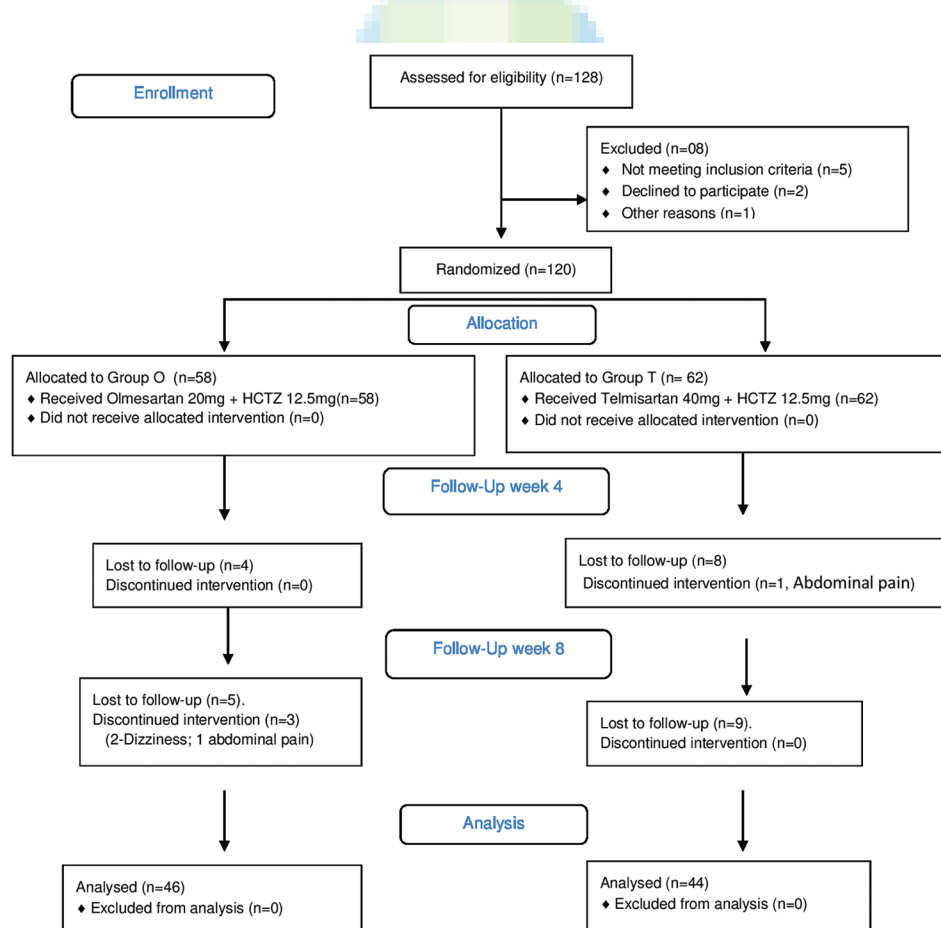 Assessed for eligibility (n=128)
Enrollment
Excluded (n=08)
♦ Not meeting inclusion criteria (n=5)
♦ Declined to participate (n=2)
♦ Other reasons (n=1)
Randomized (n=120)
Allocation
Allocated to Group O (n=58)
♦ Received Olmesartan 20mg + HCTZ 12.5mg(n=58)
♦ Did not receive allocated intervention (n=0)
Allocated to Group T (n= 62)
♦ Received Telmisartan 40mg + HCTZ 12.5mg (n=62)
♦ Did not receive allocated intervention (n=0)
Follow-Up week 4
Lost to follow-up (n=4)
Discontinued intervention (n=0)
Lost to follow-up (n=8)
Discontinued intervention (n=1, Abdominal pain)
Follow-Up week 8
Lost to follow-up (n=5).
Discontinued intervention (n=3)
(2-Dizziness; 1 abdominal pain)
Lost to follow-up (n=9).
Discontinued intervention (n=0)
Analysis
Analysed (n=46)
♦ Excluded from analysis (n=0)
Analysed (n=44)
♦ Excluded from analysis (n=0)